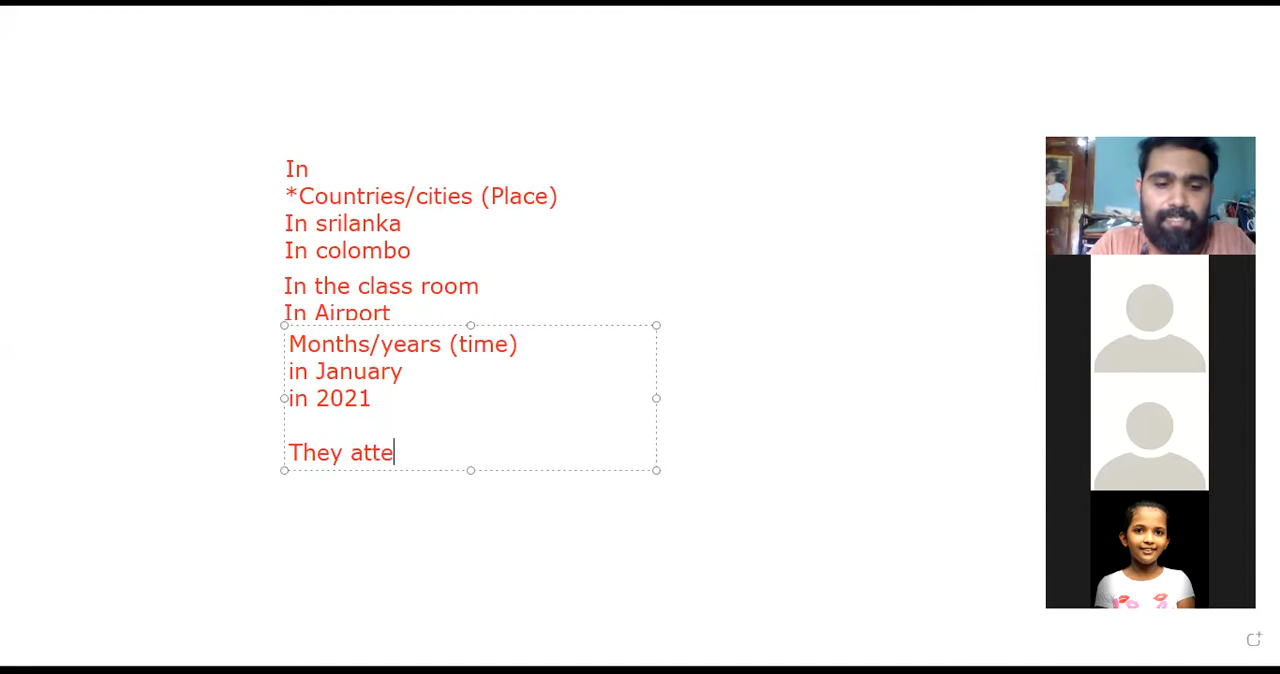 In
*Countries/cities (Place)
In srilanka
In colombo
In the class room
In Airport
Months/years (time)
in January
in 2021
They atte